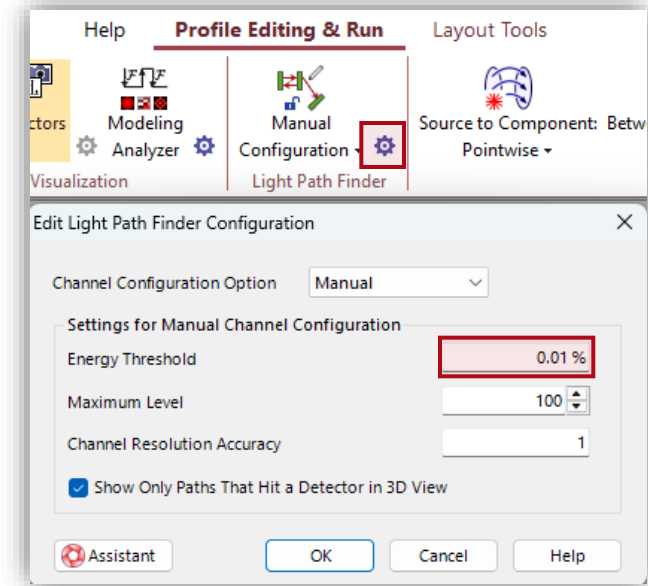 Help Profile Editing & Run Layout Tools
ctors Modeling Manual Source to Component: Betw
Analyzer Configuration Pointwise
Visualization Light Path Finder
Edit Light Path Finder Configuration
Channel Configuration Option Manual
Settings for Manual Channel Configuration
Energy Threshold 0.01 %
Maximum Level 100
Channel Resolution Accuracy 1
Show Only Paths That Hit a Detector in 3D View
Assistant OK Cancel Help